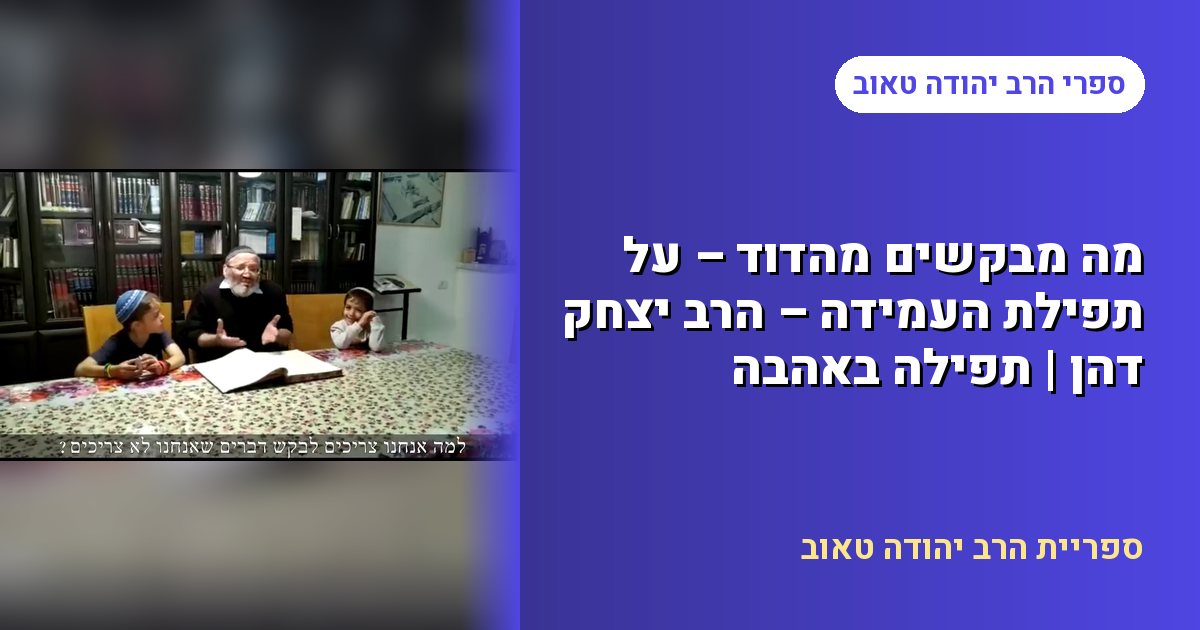 ספרי הרב יהודה טאוב
מה מבקשים מהדוד – על
תפילת העמידה – הרב יצחק
דהן | תפילה באהבה
ספריית הרב יהודה טאוב
למה אנחנו צריכים לבקש דברים שאנחנו לא צריכים?